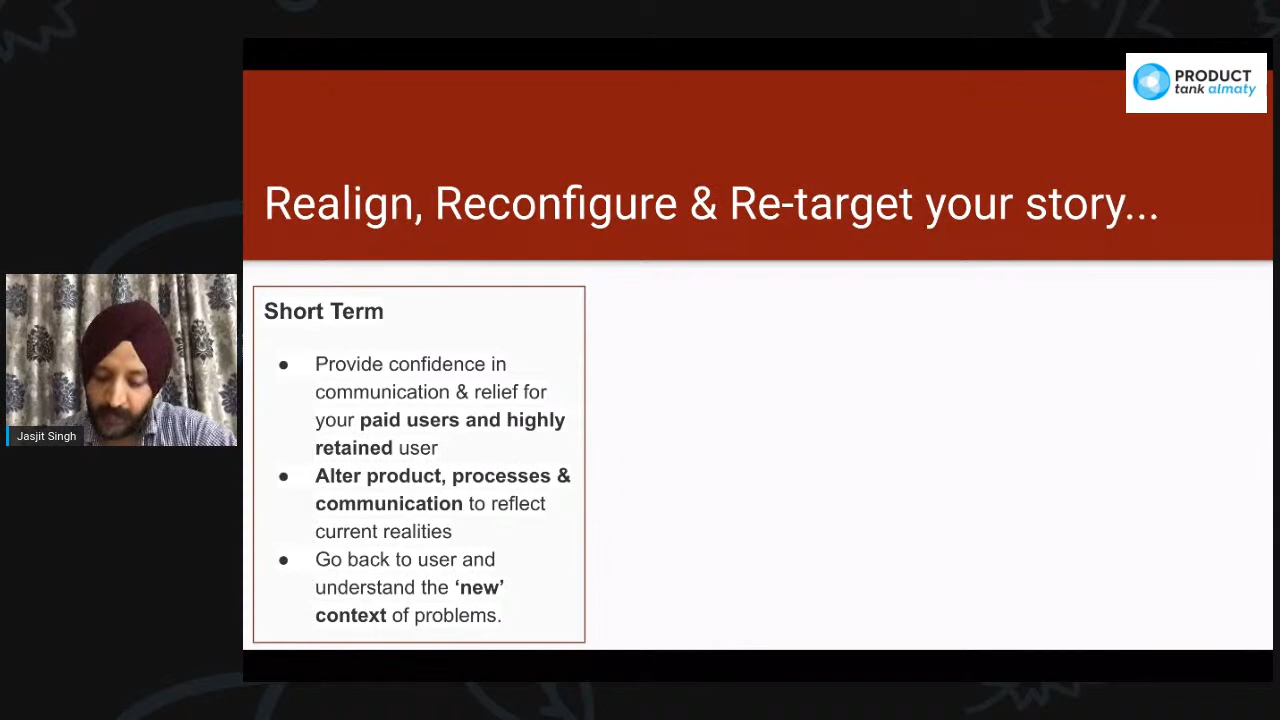 PRODUCT
tank almaty
Realign, Reconfigure & Re-target your story...
Short Term
● Provide confidence in
communication & relief for
your paid users and highly
retained user
● Alter product, processes &
communication to reflect
current realities
● Go back to user and
understand the ‘new’
context of problems.
Jasjit Singh